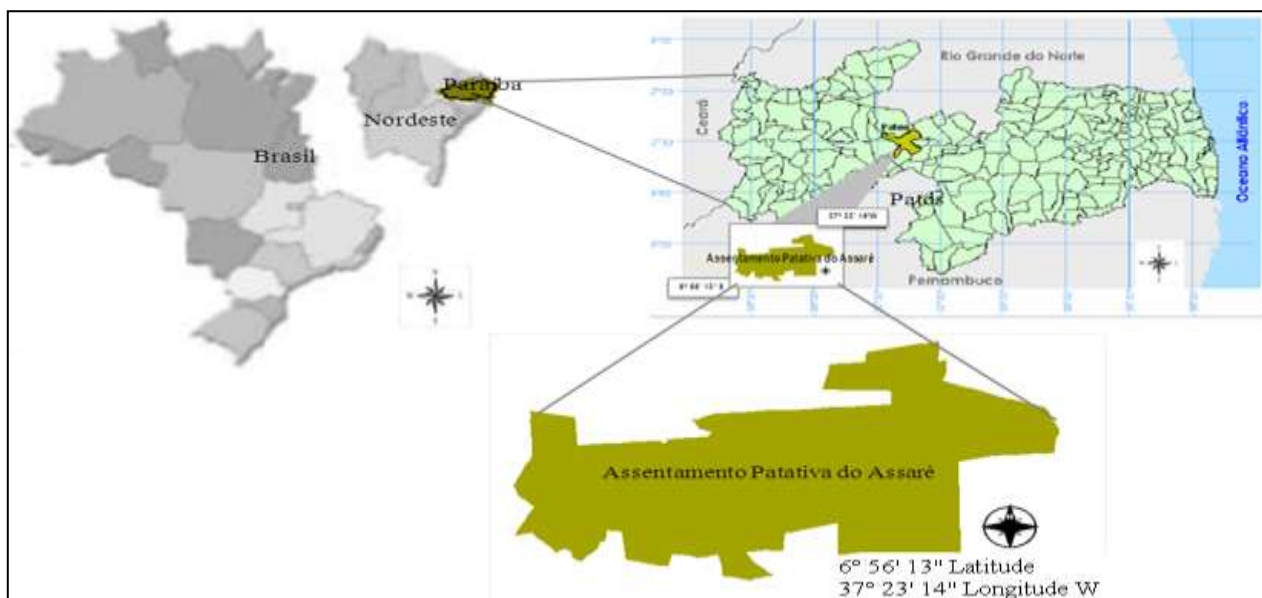 Brasil
Nordeste
Paraíba
Rio Grande do Norte
Ceará
Patos
Patos
Oceano Atlântico
Pernambuco
Assentamento Patativa do Assaré
Assentamento Patativa do Assaré
6° 56' 13" Latitude
37° 23' 14" Longitude W